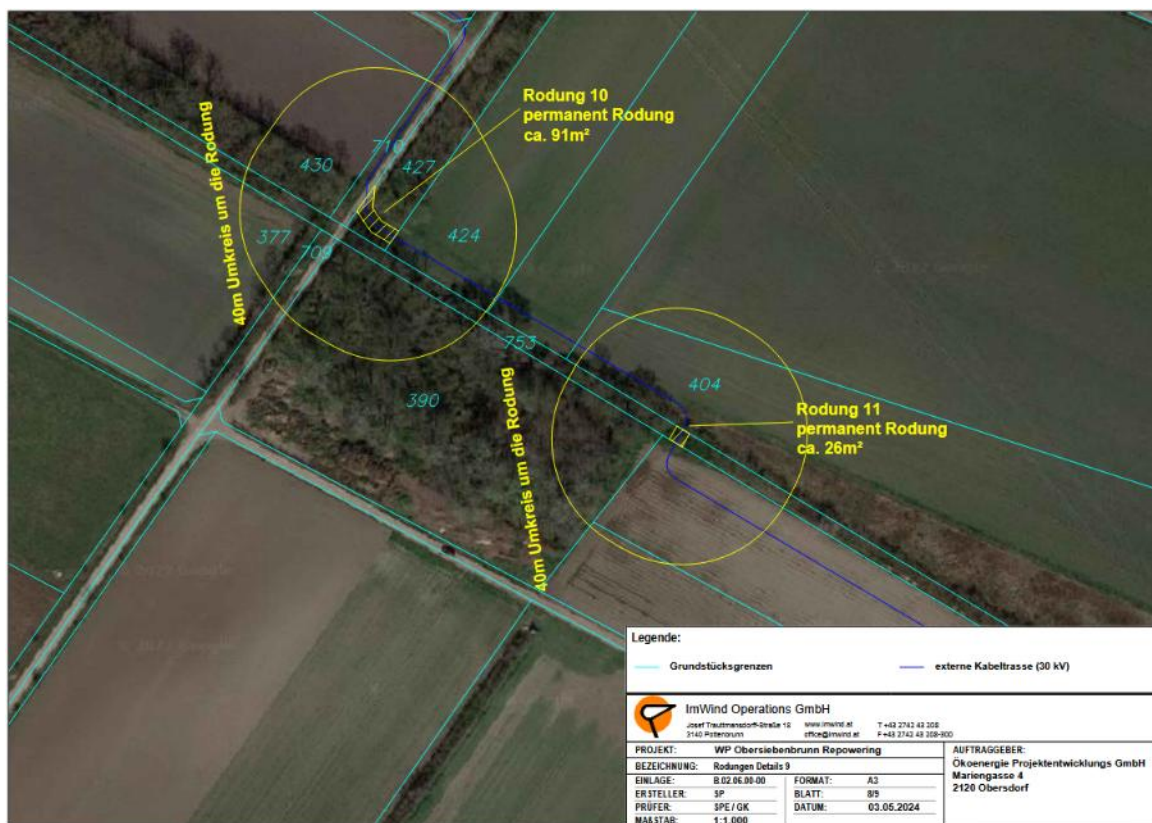 Rodung 10
permanent Rodung
ca. 91m²
40m Umkreis um die Rodung
430
710
427
377
709
424
753
390
404
40m Umkreis um die Rodung
Rodung 11
permanent Rodung
ca. 26m²
Legende:
Grundstücksgrenzen
externe Kabeltrasse (30 kV)
ImWind Operations GmbH
Josef Trauttmansdorff-Straße 18 www.imwind.at T +43 2742 43 208
3140 Pottenbrunn office@imwind.at F +43 2742 43 208-800
PROJEKT: WP Obersiebenbrunn Repowering
BEZEICHNUNG: Rodungen Details 9
EINLAGE: B.02.06.00-00 FORMAT: A3
ERSTELLER: SP BLATT: 8/9
PRÜFER: SPE / GK DATUM: 03.05.2024
MAßSTAB: 1:1.000
AUFTRAGGEBER:
Ökoenergie Projektentwicklungs GmbH
Mariengasse 4
2120 Obersdorf